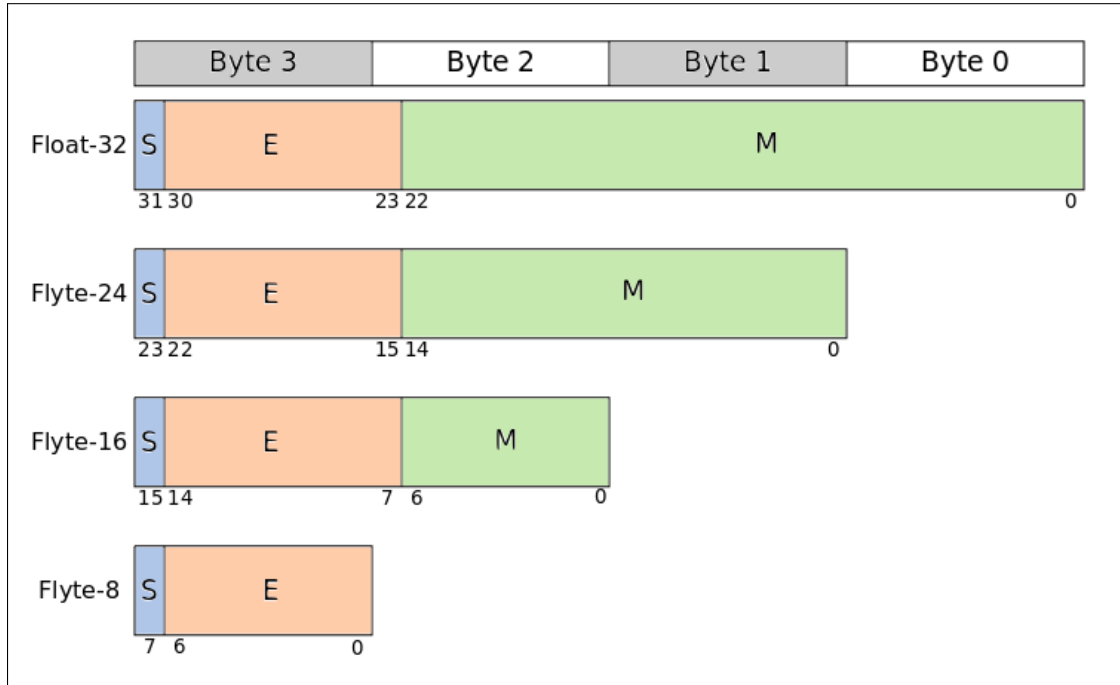 Byte 3 Byte 2 Byte 1 Byte 0
Float-32 S E M
31 30 23 22 0
Flyte-24 S E M
23 22 15 14 0
Flyte-16 S E M
15 14 7 6 0
Flyte-8 S E
7 6 0